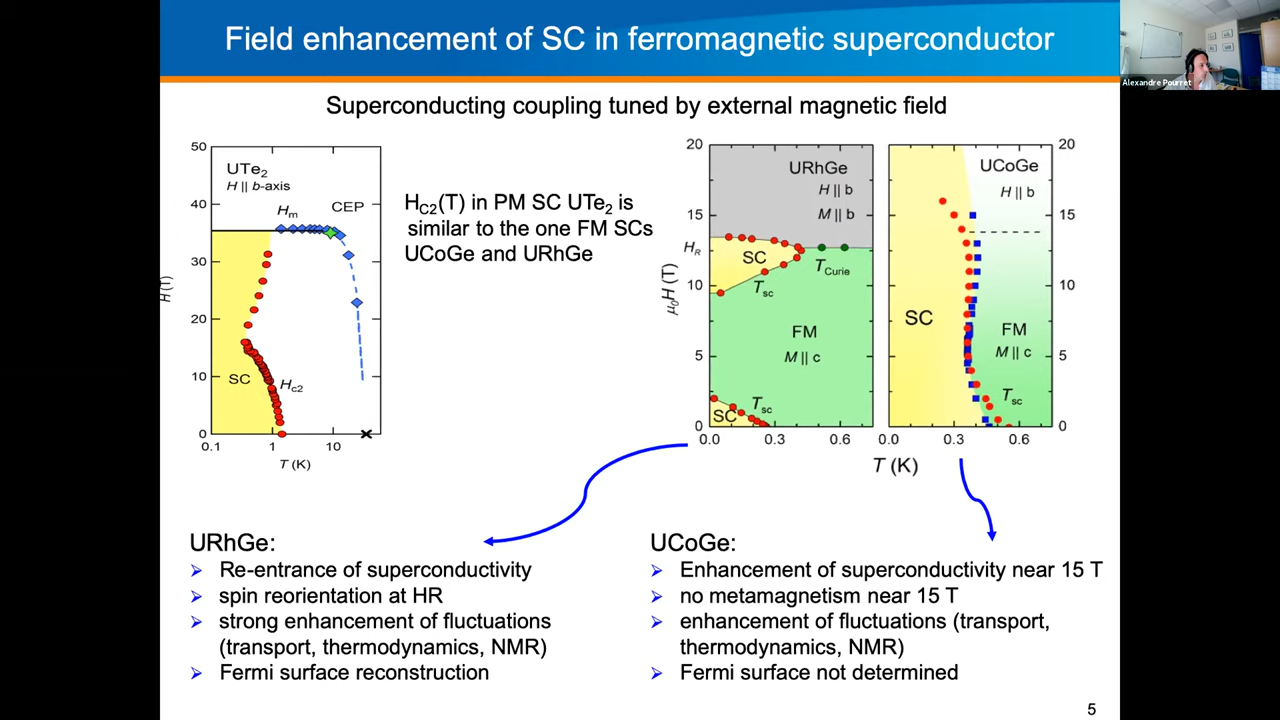 Field enhancement of SC in ferromagnetic superconductor
Alexandre Pourret
Superconducting coupling tuned by external magnetic field
50
40
30
20
10
0
H (T)
UTe2
H || b-axis
Hm
CEP
SC
Hc2
0.1
1
10
T (K)
HC2(T) in PM SC UTe2 is
similar to the one FM SCs
UCoGe and URhGe
20
15
HR
10
5
0
μ0H (T)
URhGe
H || b
M || b
SC
TCurie
Tsc
FM
M || c
Tsc
SC
0.0
0.3
0.6
UCoGe
H || b
SC
FM
M || c
Tsc
20
15
10
5
0
0.0
0.3
0.6
T (K)
URhGe:
➢ Re-entrance of superconductivity
➢ spin reorientation at HR
➢ strong enhancement of fluctuations
(transport, thermodynamics, NMR)
➢ Fermi surface reconstruction
UCoGe:
➢ Enhancement of superconductivity near 15 T
➢ no metamagnetism near 15 T
➢ enhancement of fluctuations (transport,
thermodynamics, NMR)
➢ Fermi surface not determined
5